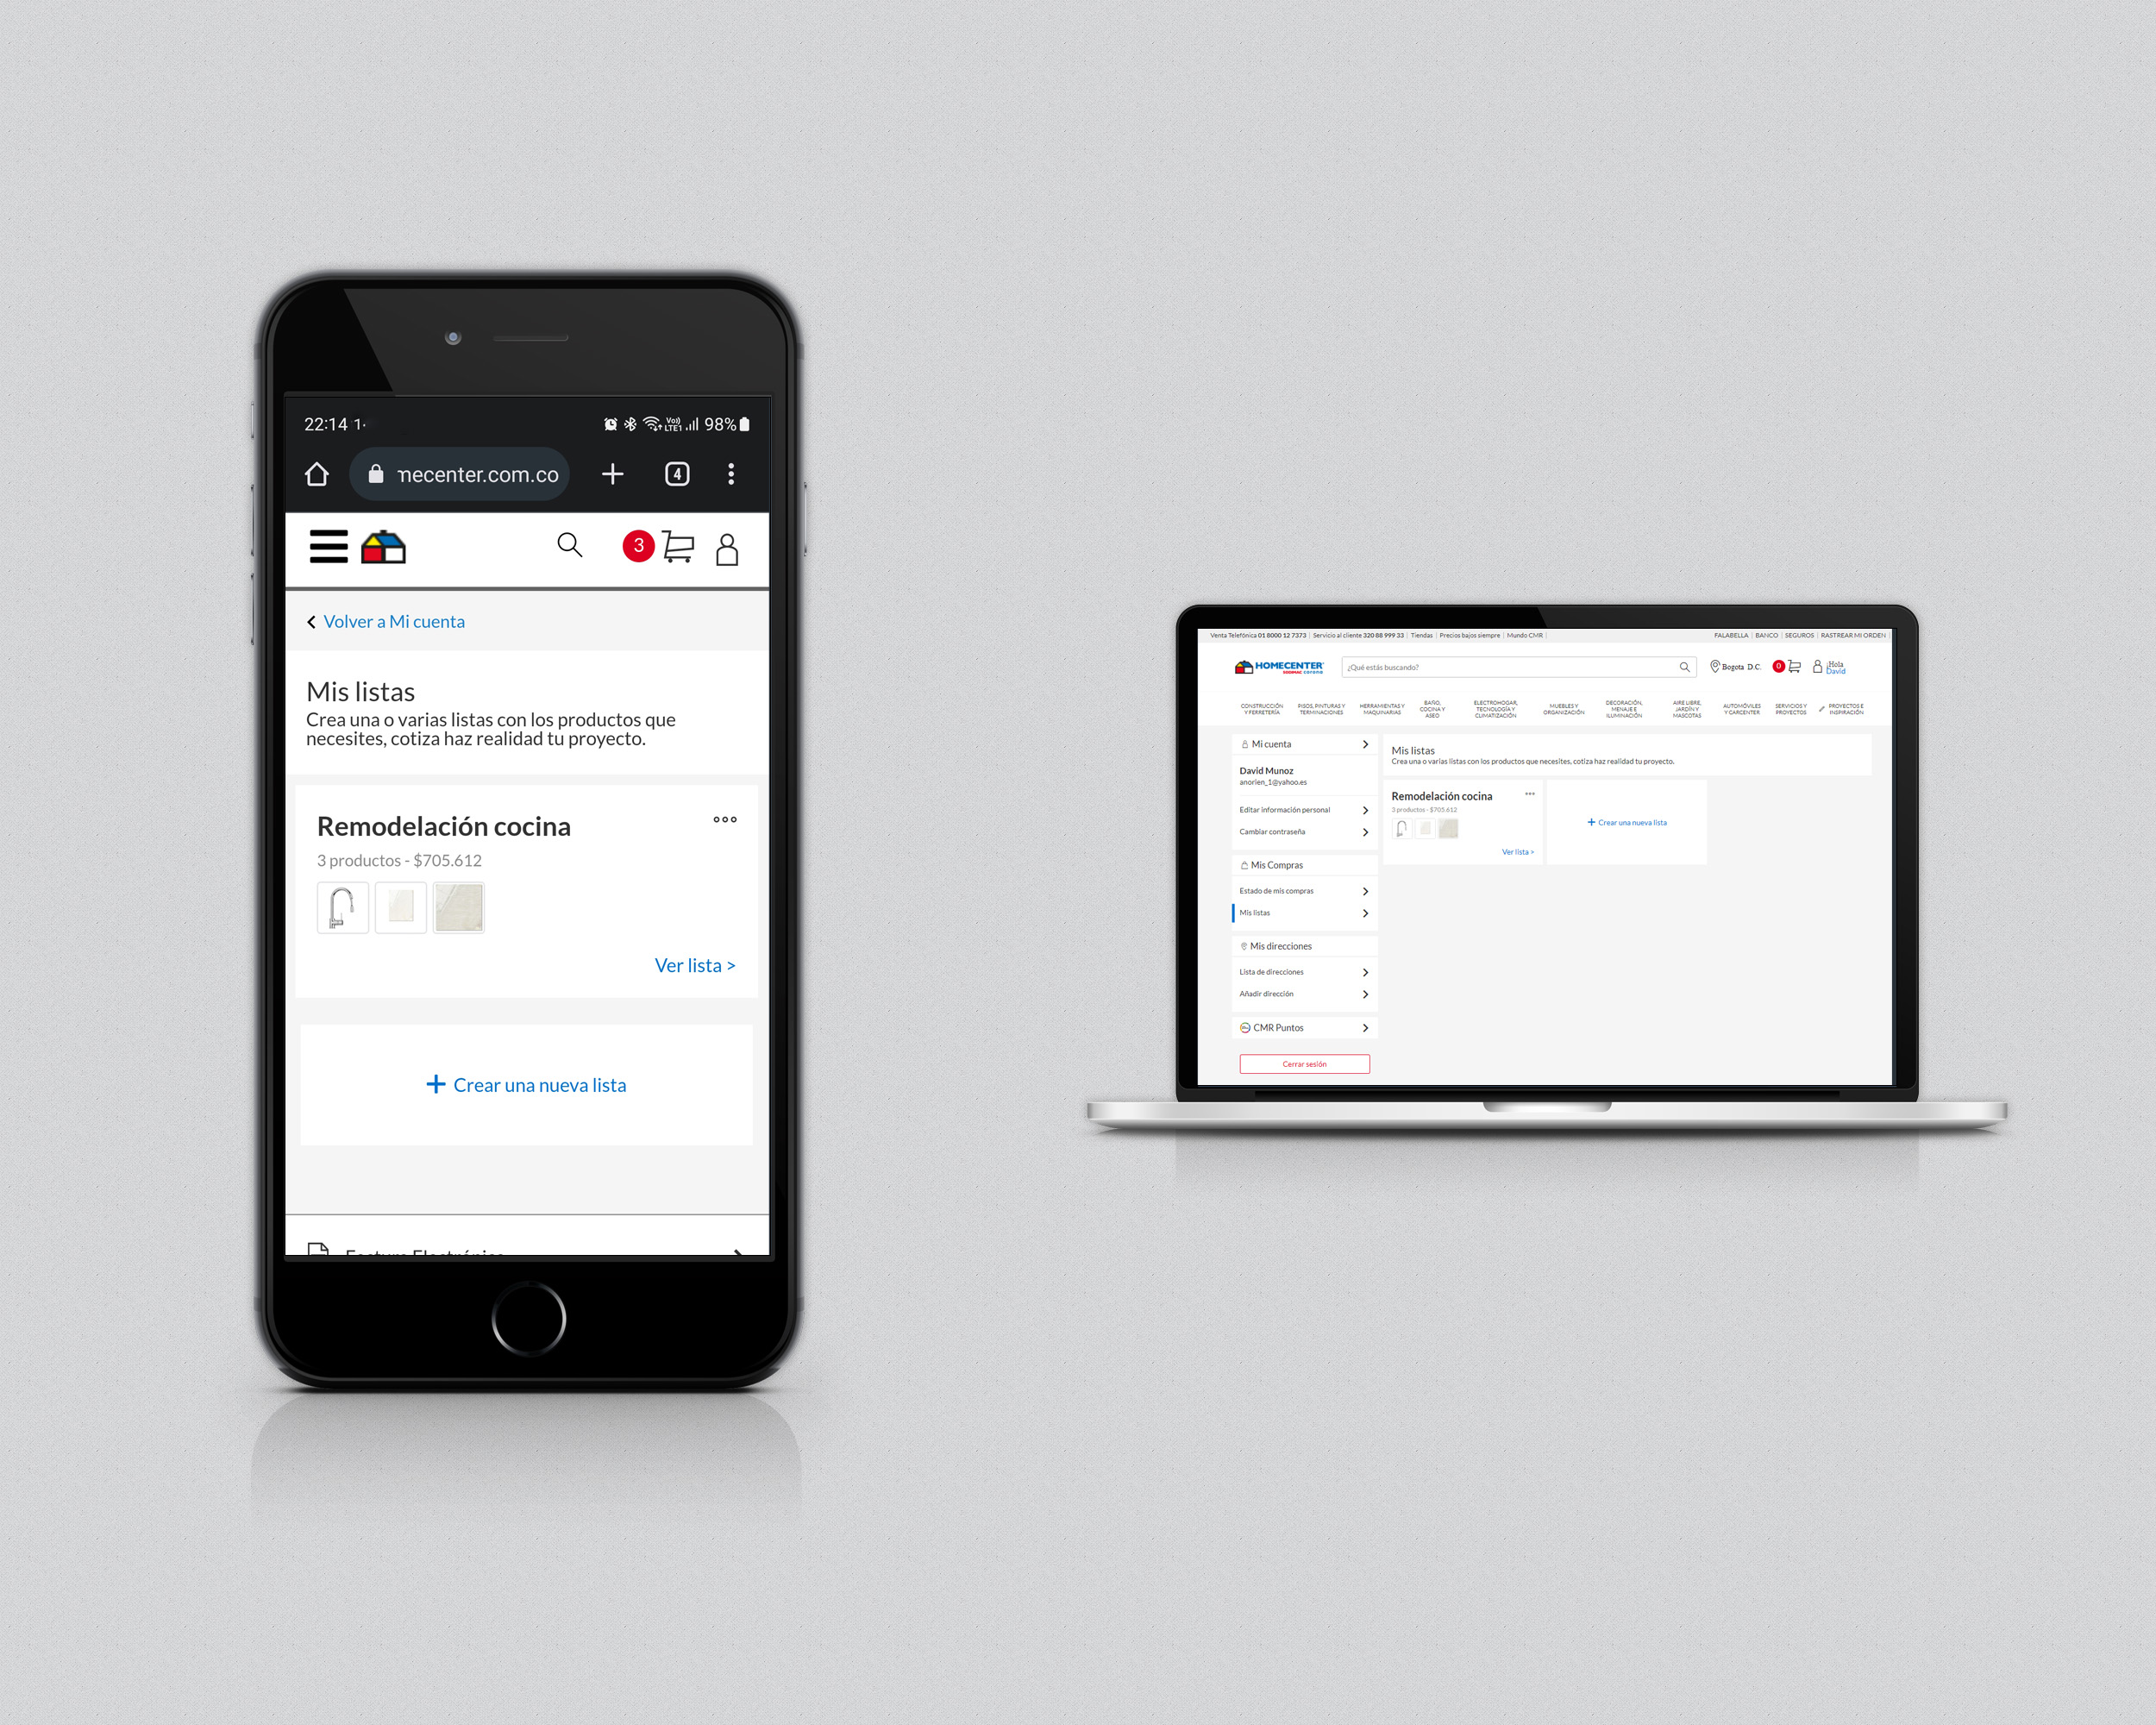 22:14
Vo))
LTE1
98%
necenter.com.co
4
3
Volver a Mi cuenta
Mis listas
Crea una o varias listas con los productos que
necesites, cotiza haz realidad tu proyecto.
Remodelación cocina
3 productos - $705.612
Ver lista >
+ Crear una nueva lista
Factura Electrónica
Venta Telefónica 01 8000 12 7373 | Servicio al cliente 320 88 999 33 | Tiendas | Precios bajos siempre | Mundo CMR |
FALABELLA | BANCO | SEGUROS | RASTREAR MI ORDEN
HOMECENTER
SODIMAC corona
¿Qué estás buscando?
Bogota D.C.
0
¡Hola
David
CONSTRUCCIÓN
Y FERRETERÍA
PISOS, PINTURAS Y
TERMINACIONES
HERRAMIENTAS Y
MAQUINARIAS
BAÑO,
COCINA Y
ASEO
ELECTROHOGAR,
TECNOLOGÍA Y
CLIMATIZACIÓN
MUEBLES Y
ORGANIZACIÓN
DECORACIÓN,
MENAJE E
ILUMINACIÓN
AIRE LIBRE,
JARDÍN Y
MASCOTAS
AUTOMÓVILES
Y CARCENTER
SERVICIOS Y
PROYECTOS
PROYECTOS E
INSPIRACIÓN
Mi cuenta
David Munoz
anorien_1@yahoo.es
Editar información personal
Cambiar contraseña
Mis Compras
Estado de mis compras
Mis listas
Mis direcciones
Lista de direcciones
Añadir dirección
CMR Puntos
Cerrar sesión
Mis listas
Crea una o varias listas con los productos que necesites, cotiza haz realidad tu proyecto.
Remodelación cocina
3 productos - $705.612
Ver lista >
+ Crear una nueva lista